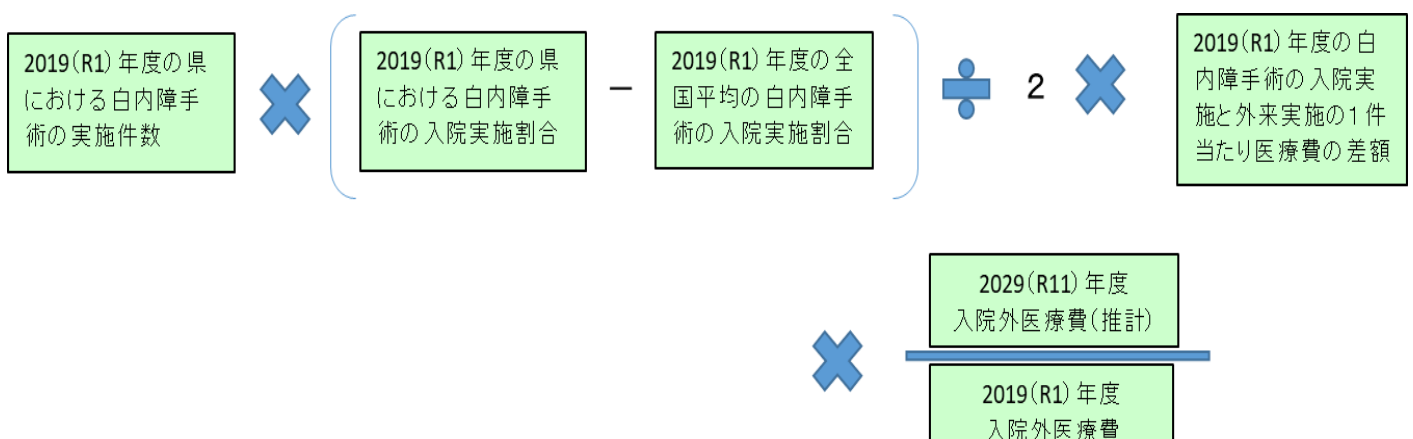 2019(R1)年度の県
における白内障手
術の実施件数
2019(R1)年度の県
における白内障手
術の入院実施割合
－
2019(R1)年度の全
国平均の白内障手
術の入院実施割合
÷
2
2019(R1)年度の白
内障手術の入院実
施と外来実施の1件
当たり医療費の差額
2029(R11)年度
入院外医療費(推計)
2019(R1)年度
入院外医療費